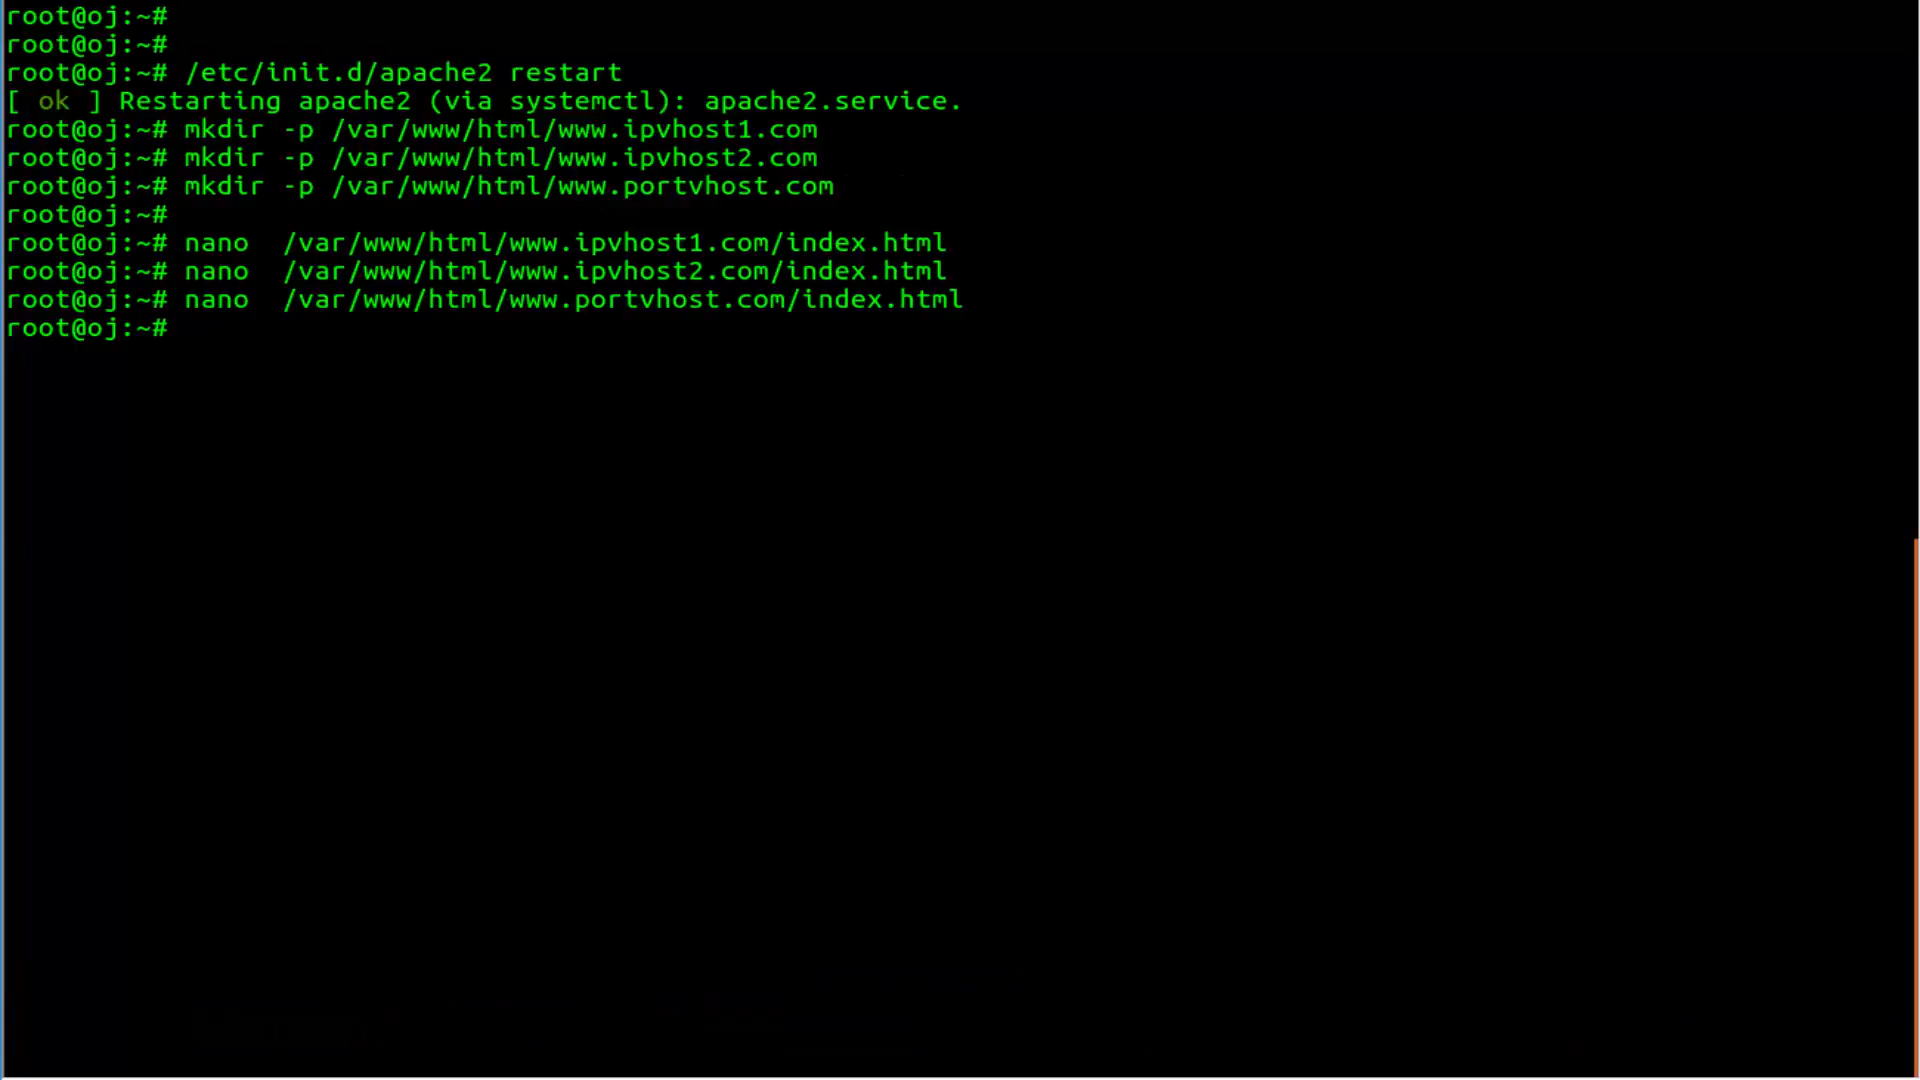 root@oj:~#
root@oj:~#
root@oj:~# /etc/init.d/apache2 restart
[ ok ] Restarting apache2 (via systemctl): apache2.service.
root@oj:~# mkdir -p /var/www/html/www.ipvhost1.com
root@oj:~# mkdir -p /var/www/html/www.ipvhost2.com
root@oj:~# mkdir -p /var/www/html/www.portvhost.com
root@oj:~#
root@oj:~# nano  /var/www/html/www.ipvhost1.com/index.html
root@oj:~# nano  /var/www/html/www.ipvhost2.com/index.html
root@oj:~# nano  /var/www/html/www.portvhost.com/index.html
root@oj:~#